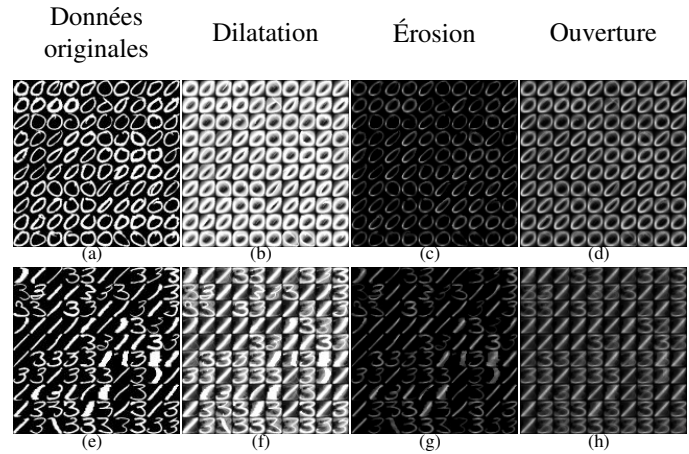 Données
originales
Dilatation
Érosion
Ouverture
(a)
(b)
(c)
(d)
(e)
(f)
(g)
(h)